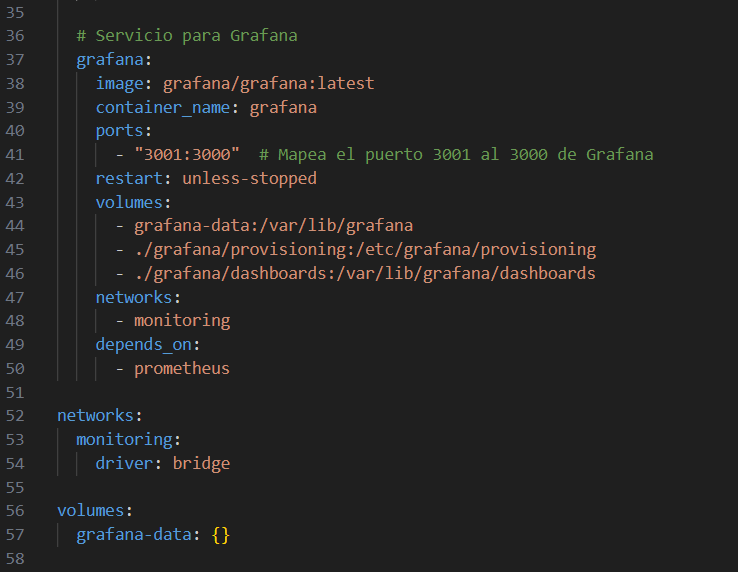 35
36 # Servicio para Grafana
37 grafana:
38 image: grafana/grafana:latest
39 container_name: grafana
40 ports:
41 - "3001:3000" # Mapea el puerto 3001 al 3000 de Grafana
42 restart: unless-stopped
43 volumes:
44 - grafana-data:/var/lib/grafana
45 - ./grafana/provisioning:/etc/grafana/provisioning
46 - ./grafana/dashboards:/var/lib/grafana/dashboards
47 networks:
48 - monitoring
49 depends_on:
50 - prometheus
51
52 networks:
53 monitoring:
54 driver: bridge
55
56 volumes:
57 grafana-data: {}
58